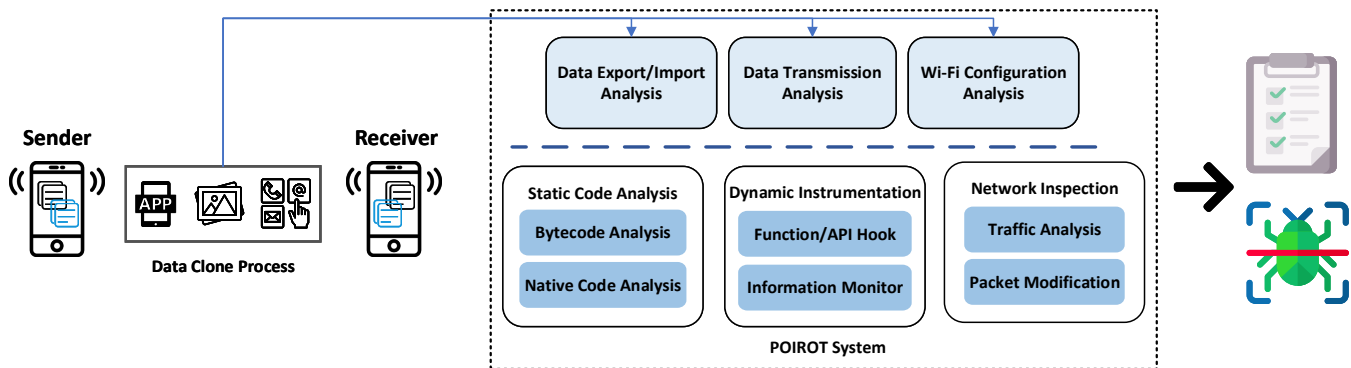 Sender
APP
Data Clone Process
Receiver
Data Export/Import
Analysis
Data Transmission
Analysis
Wi-Fi Configuration
Analysis
Static Code Analysis
Bytecode Analysis
Native Code Analysis
Dynamic Instrumentation
Function/API Hook
Information Monitor
Network Inspection
Traffic Analysis
Packet Modification
POIROT System